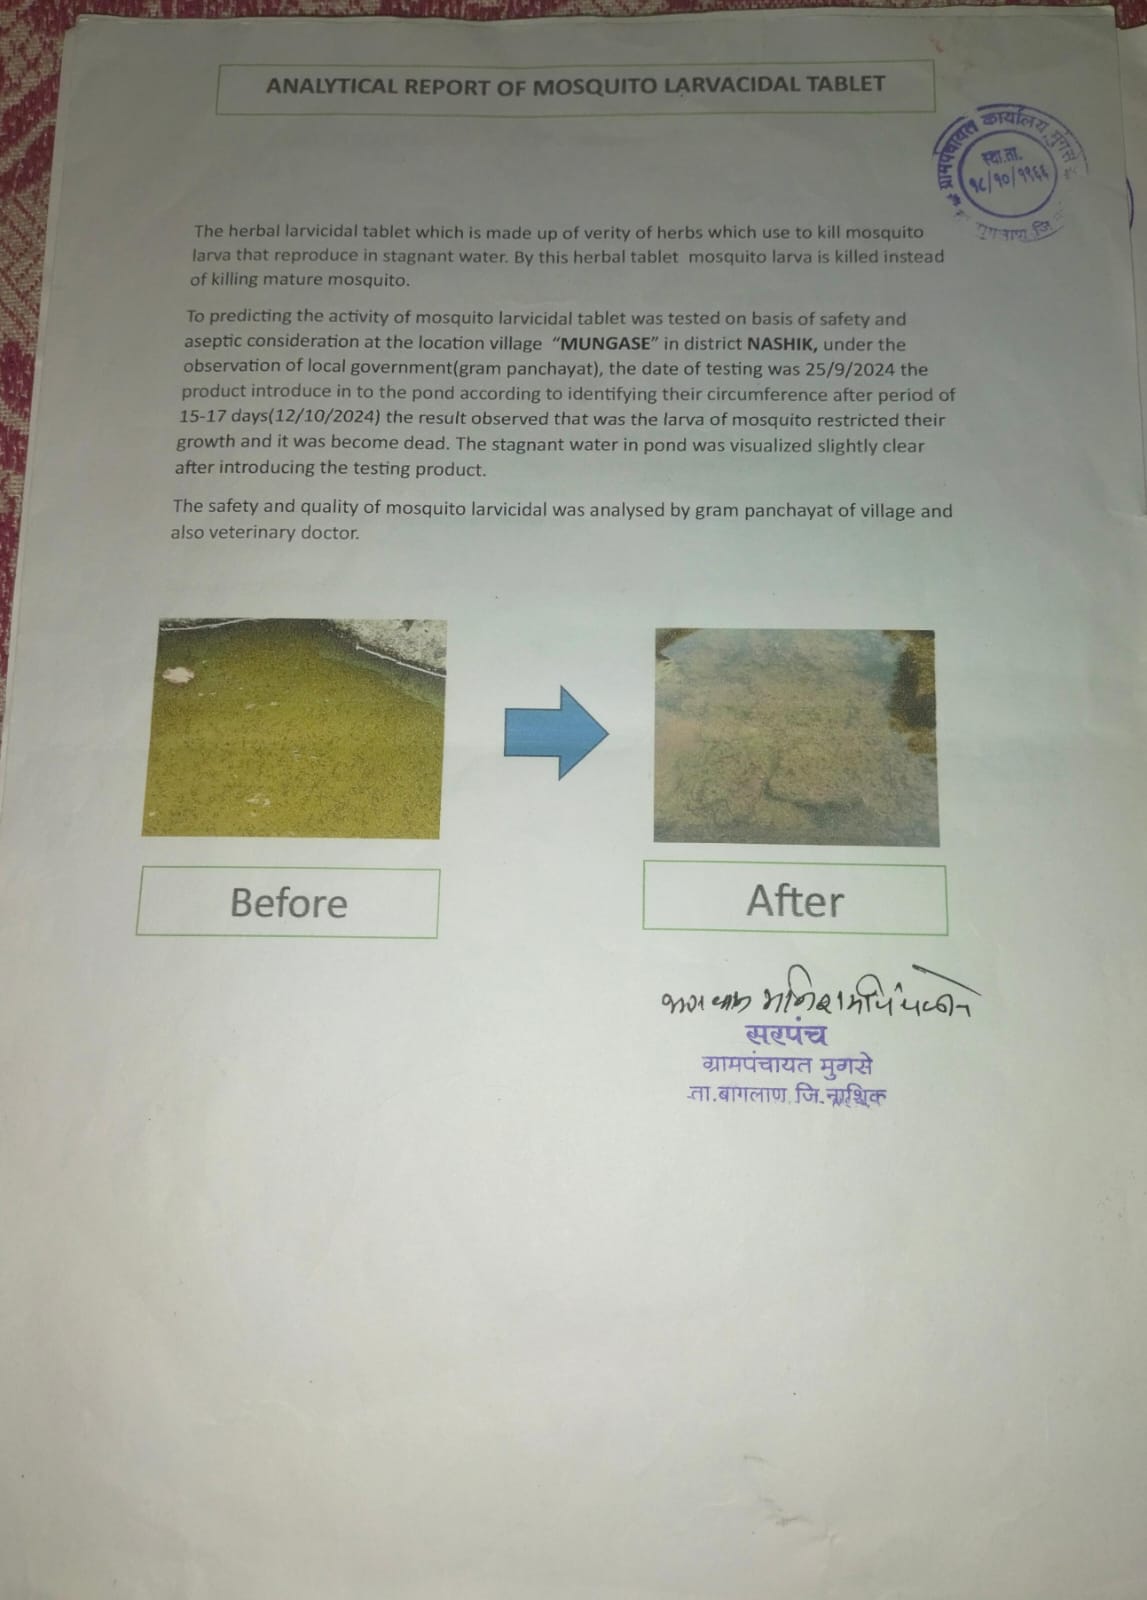 ANALYTICAL REPORT OF MOSQUITO LARVACIDAL TABLET
ग्रामपंचायत कार्यालय, मुंगसे
स्था.ता.
१८/१०/१९६६
The herbal larvicidal tablet which is made up of verity of herbs which use to kill mosquito
larva that reproduce in stagnant water. By this herbal tablet mosquito larva is killed instead
of killing mature mosquito.
To predicting the activity of mosquito larvicidal tablet was tested on basis of safety and
aseptic consideration at the location village “MUNGASE” in district NASHIK, under the
observation of local government(gram panchayat), the date of testing was 25/9/2024 the
product introduce in to the pond according to identifying their circumference after period of
15-17 days(12/10/2024) the result observed that was the larva of mosquito restricted their
growth and it was become dead. The stagnant water in pond was visualized slightly clear
after introducing the testing product.
The safety and quality of mosquito larvicidal was analysed by gram panchayat of village and
also veterinary doctor.
Before
After
सरपंच
ग्रामपंचायत मुगसे
ता.बागलाण, जि.नाशिक